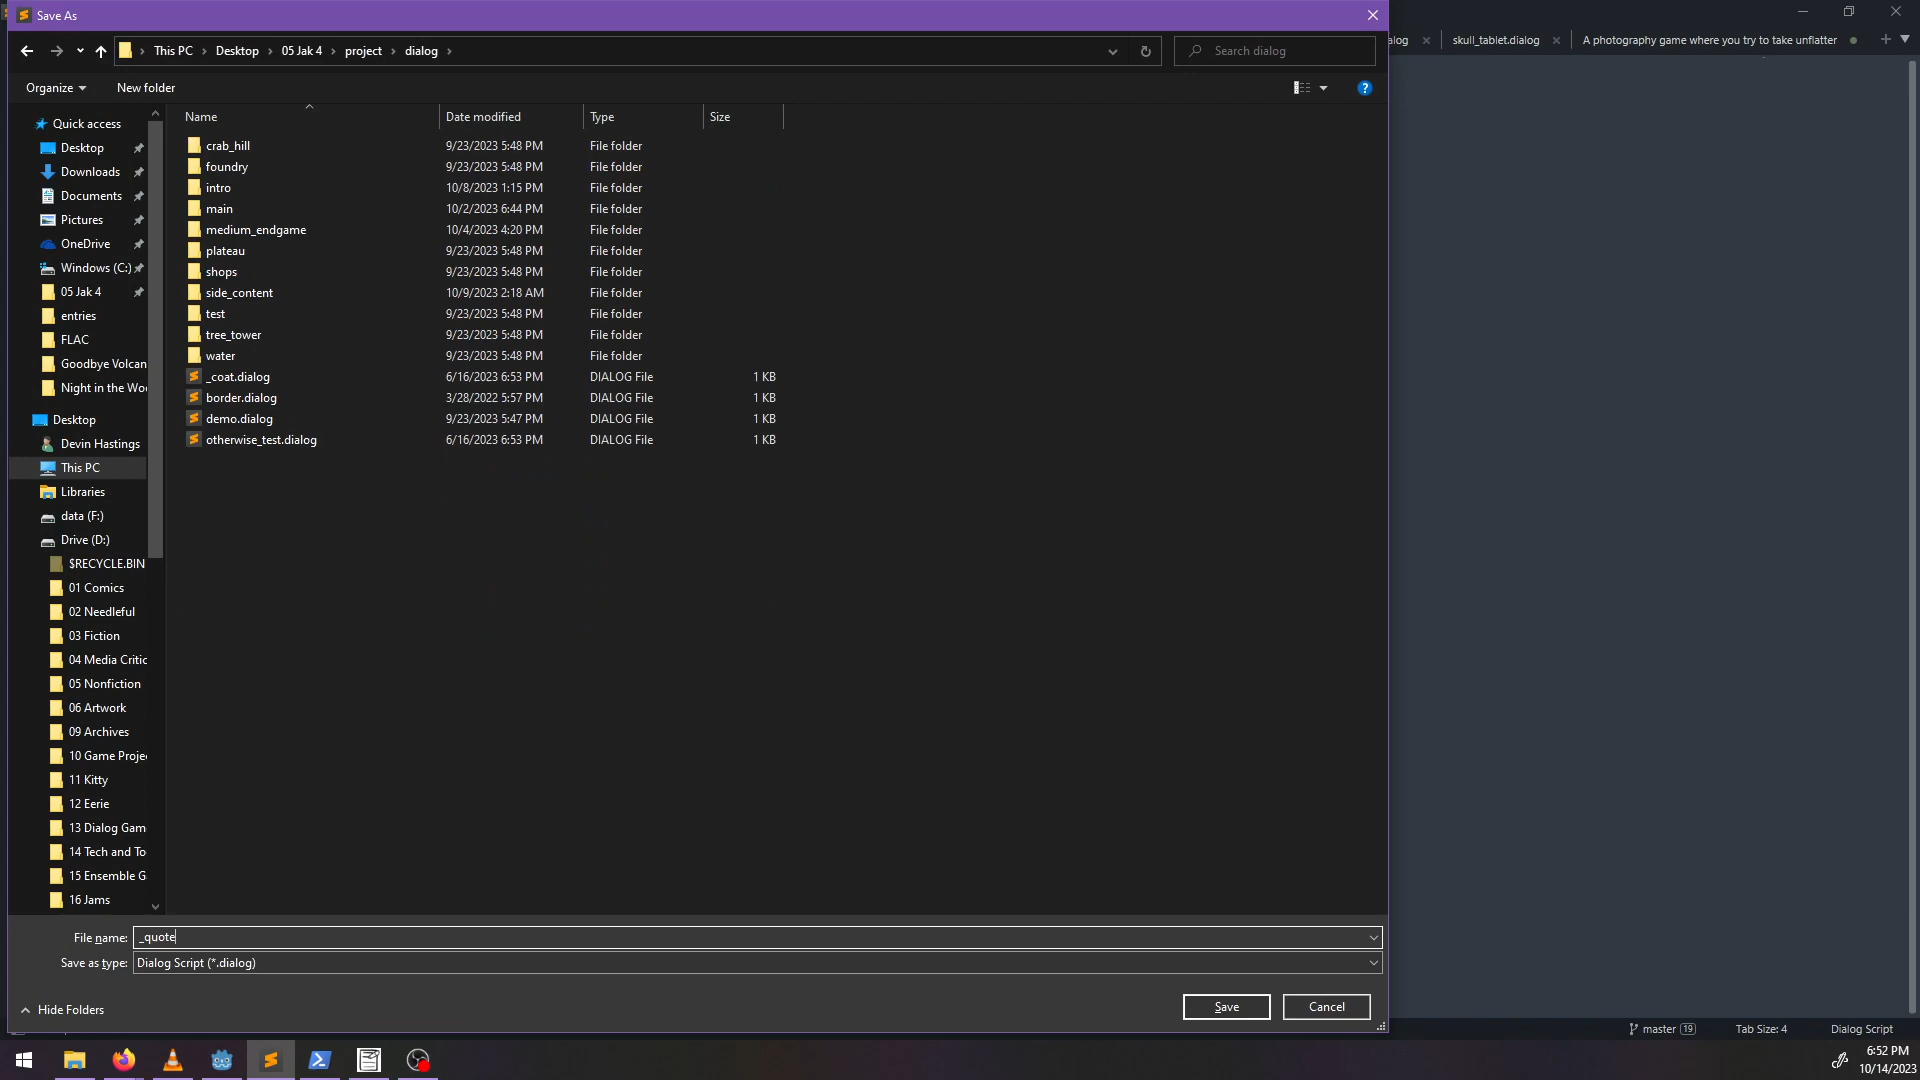 Save As
This PC > Desktop > 05 Jak 4 > project > dialog >
Search dialog
skull_tablet.dialog
A photography game where you try to take unflatter
Organize
New folder
Name
Date modified
Type
Size
Quick access
Desktop
Downloads
Documents
Pictures
OneDrive
Windows (C:)
05 Jak 4
entries
FLAC
Goodbye Volcan
Night in the Wo
Desktop
Devin Hastings
This PC
Libraries
data (F:)
Drive (D:)
$RECYCLE.BIN
01 Comics
02 Needleful
03 Fiction
04 Media Critic
05 Nonfiction
06 Artwork
09 Archives
10 Game Projec
11 Kitty
12 Eerie
13 Dialog Gam
14 Tech and To
15 Ensemble G
16 Jams
crab_hill 9/23/2023 5:48 PM File folder
foundry 9/23/2023 5:48 PM File folder
intro 10/8/2023 1:15 PM File folder
main 10/2/2023 6:44 PM File folder
medium_endgame 10/4/2023 4:20 PM File folder
plateau 9/23/2023 5:48 PM File folder
shops 9/23/2023 5:48 PM File folder
side_content 10/9/2023 2:18 AM File folder
test 9/23/2023 5:48 PM File folder
tree_tower 9/23/2023 5:48 PM File folder
water 9/23/2023 5:48 PM File folder
_coat.dialog 6/16/2023 6:53 PM DIALOG File 1 KB
border.dialog 3/28/2022 5:57 PM DIALOG File 1 KB
demo.dialog 9/23/2023 5:47 PM DIALOG File 1 KB
otherwise_test.dialog 6/16/2023 6:53 PM DIALOG File 1 KB
File name: _quote
Save as type: Dialog Script (*.dialog)
Hide Folders
Save
Cancel
master 19
Tab Size: 4
Dialog Script
6:52 PM
10/14/2023